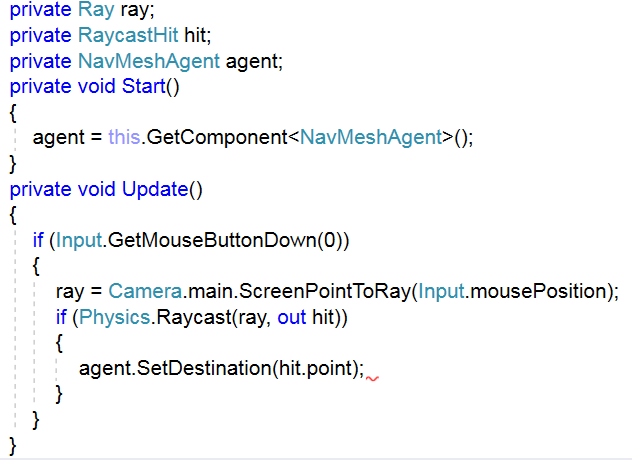 private Ray ray;
private RaycastHit hit;
private NavMeshAgent agent;
private void Start()
{
agent = this.GetComponent<NavMeshAgent>();
}
private void Update()
{
if (Input.GetMouseButtonDown(0))
{
ray = Camera.main.ScreenPointToRay(Input.mousePosition);
if (Physics.Raycast(ray, out hit))
{
agent.SetDestination(hit.point);
}
}
}